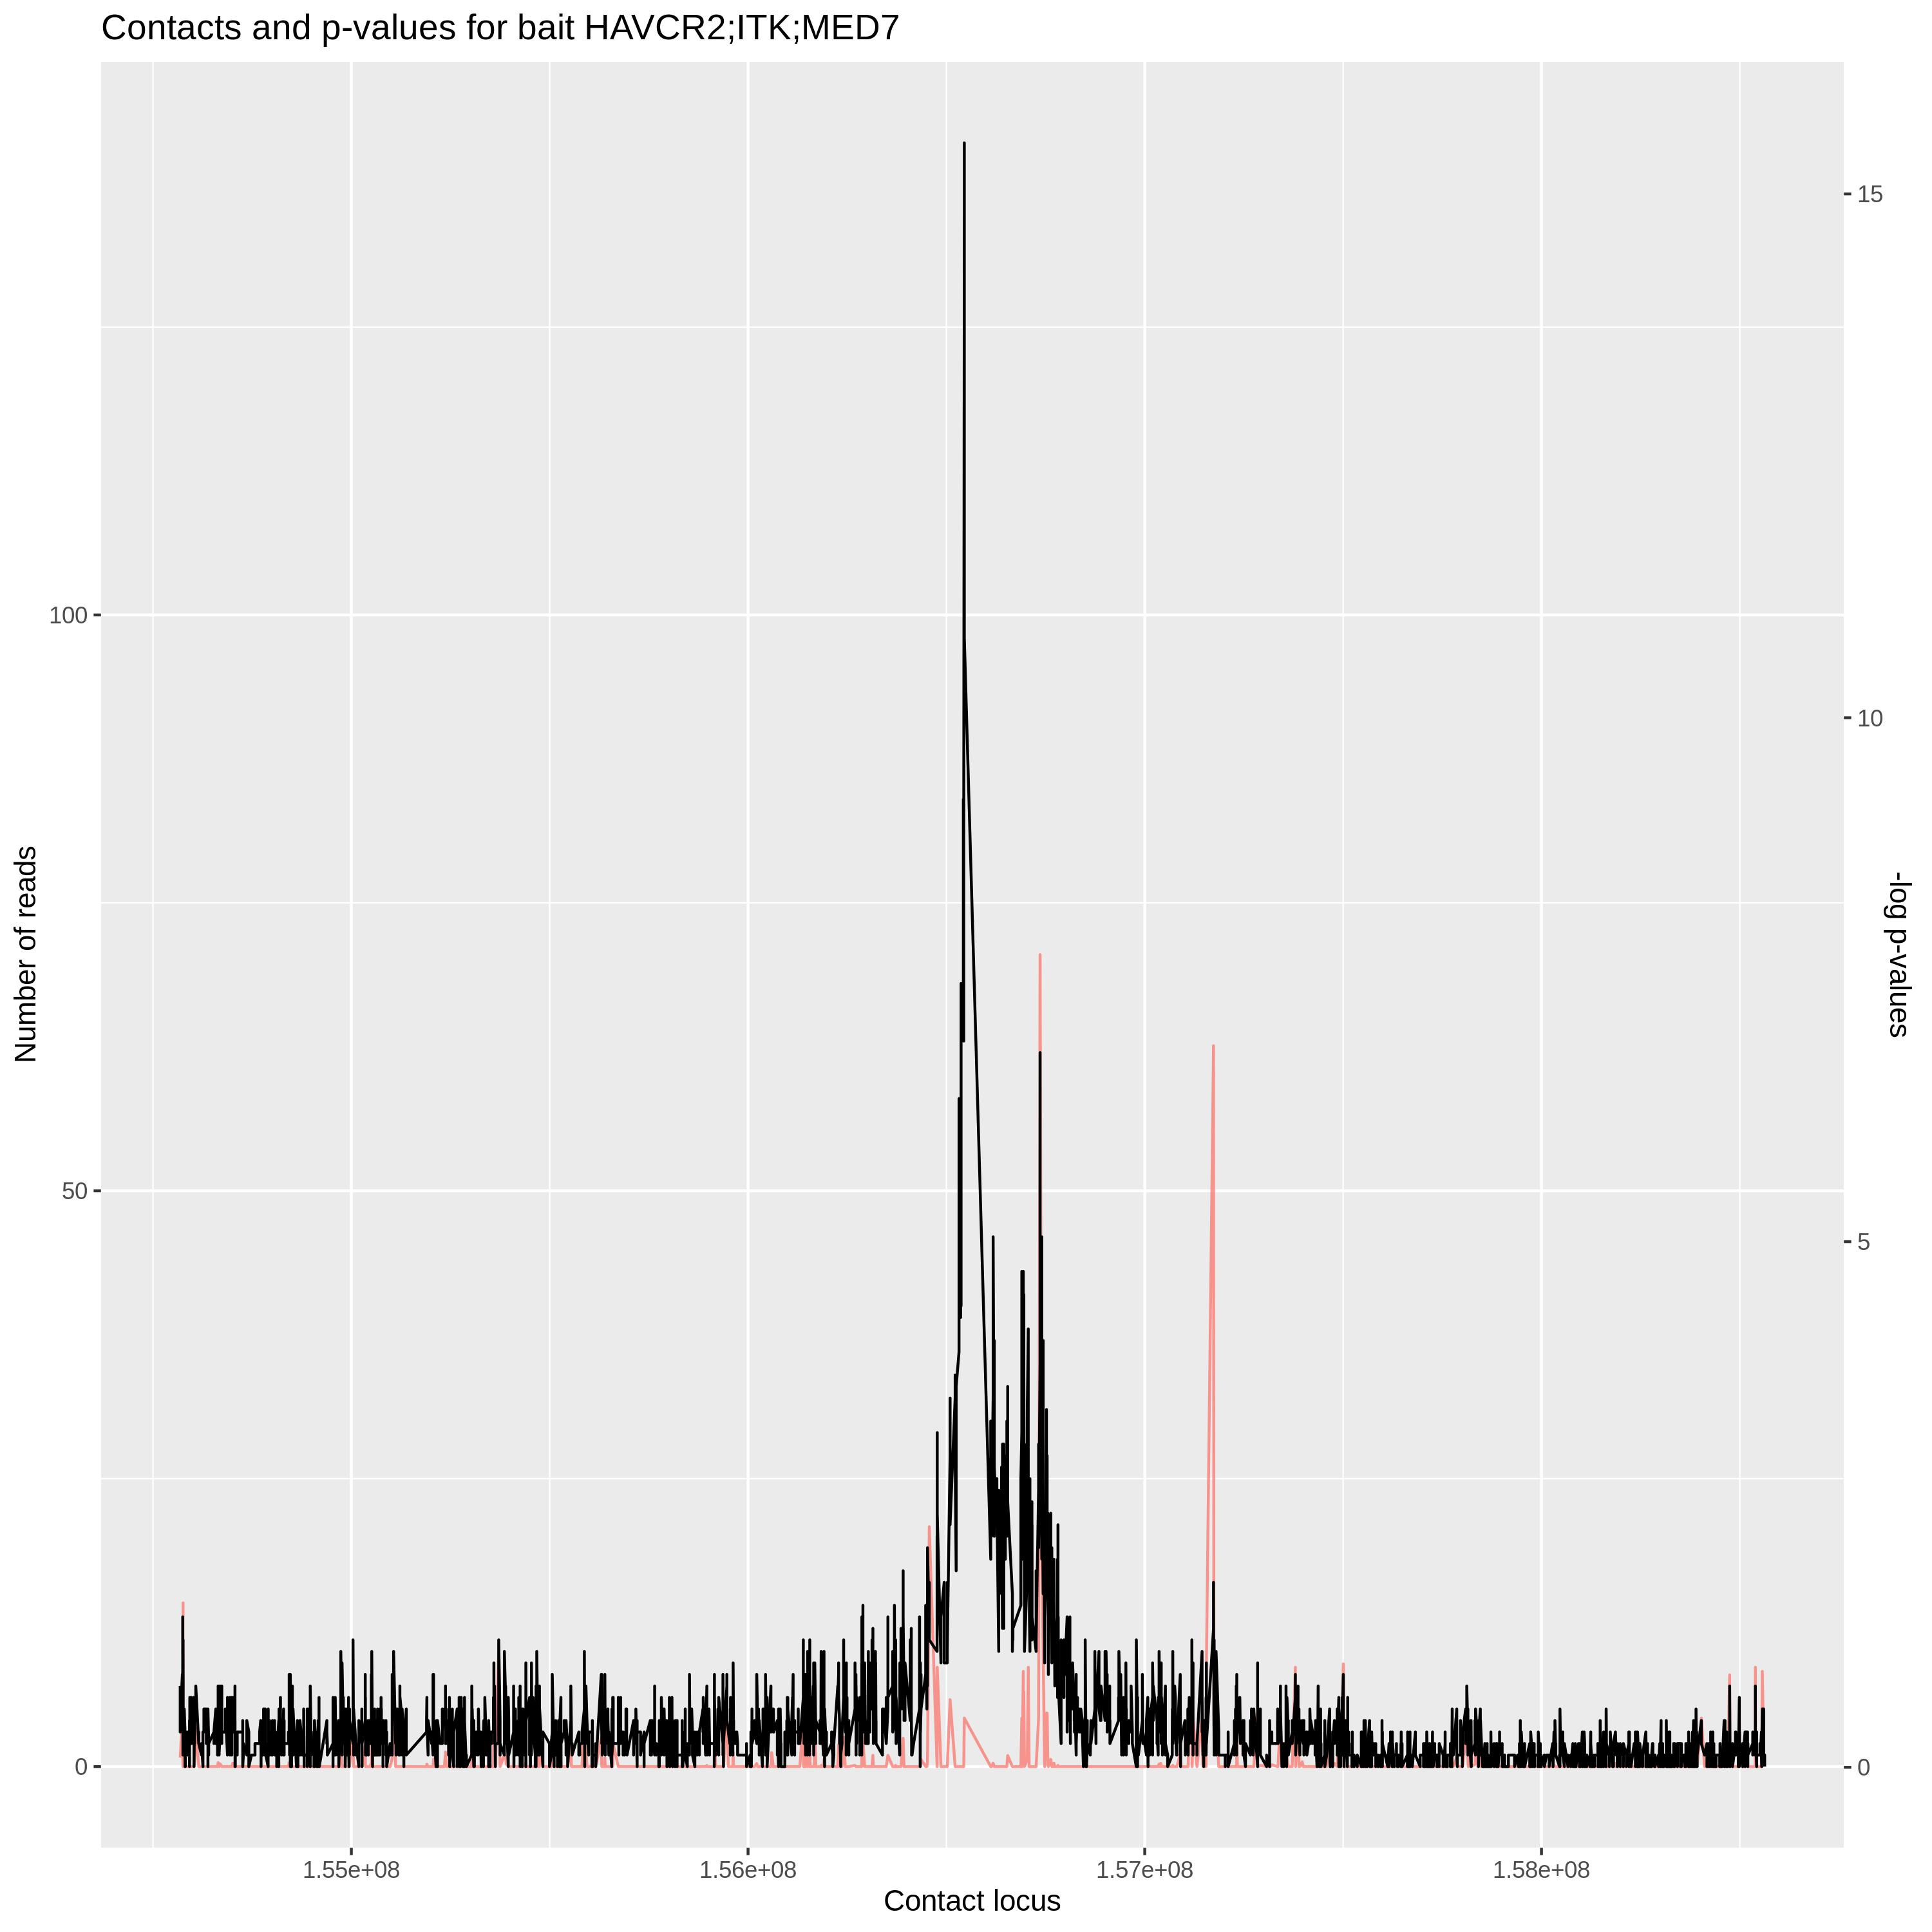 Contacts and p-values for bait HAVCR2;ITK;MED7
Number of reads
100
50
0
15
10
5
0
-log p-values
1.55e+08
1.56e+08
1.57e+08
1.58e+08
Contact locus